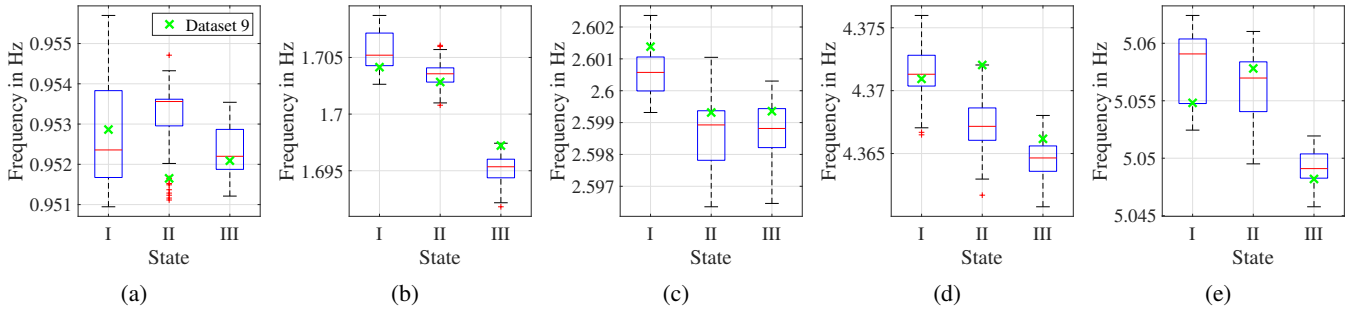 Frequency in Hz
0.955
0.954
0.953
0.952
0.951
Dataset 9
I II III
State
(a)
Frequency in Hz
1.705
1.7
1.695
I II III
State
(b)
Frequency in Hz
2.602
2.601
2.6
2.599
2.598
2.597
I II III
State
(c)
Frequency in Hz
4.375
4.37
4.365
I II III
State
(d)
Frequency in Hz
5.06
5.055
5.05
5.045
I II III
State
(e)